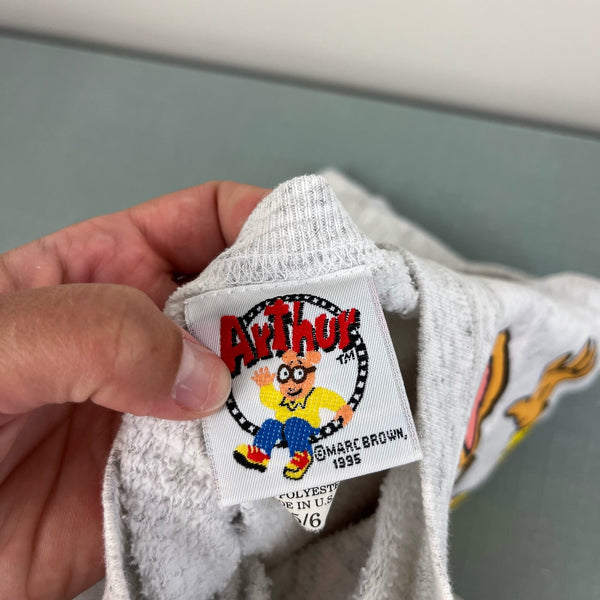 Arthur
TM
©MARC BROWN,
1995
POLYESTE
DE IN U.S.
5/6